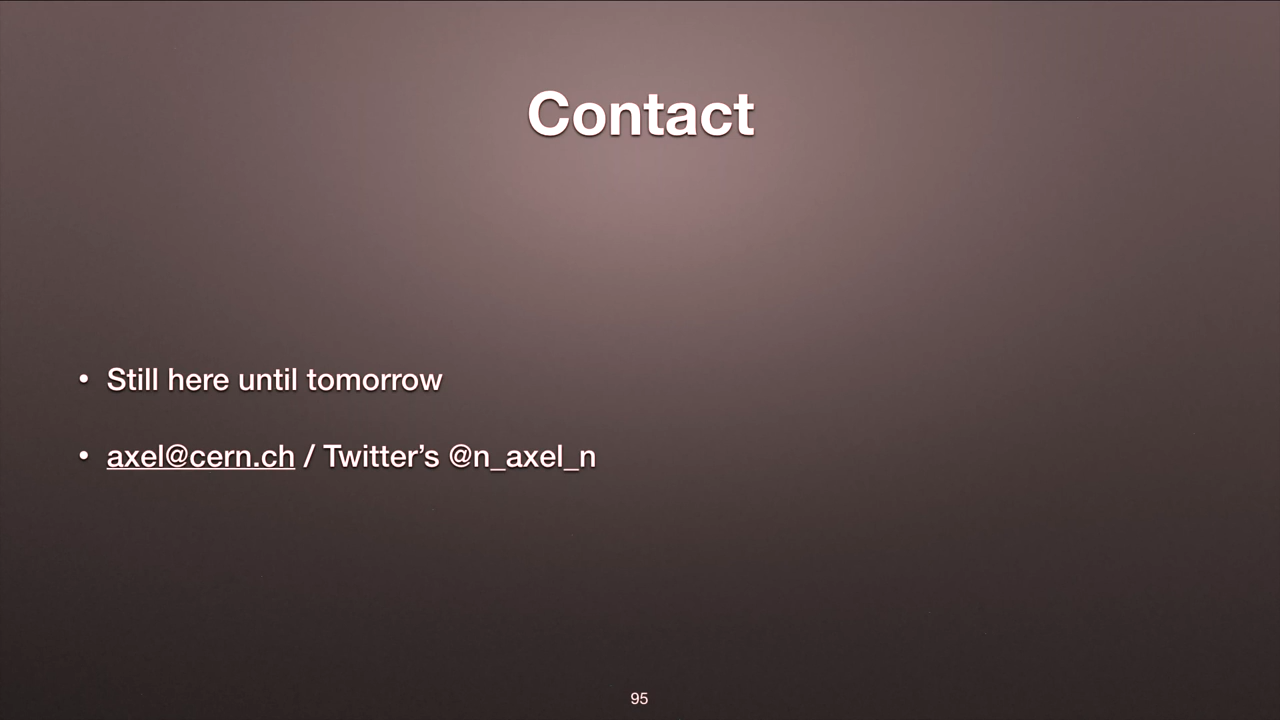 Contact
• Still here until tomorrow
• axel@cern.ch / Twitter’s @n_axel_n
95